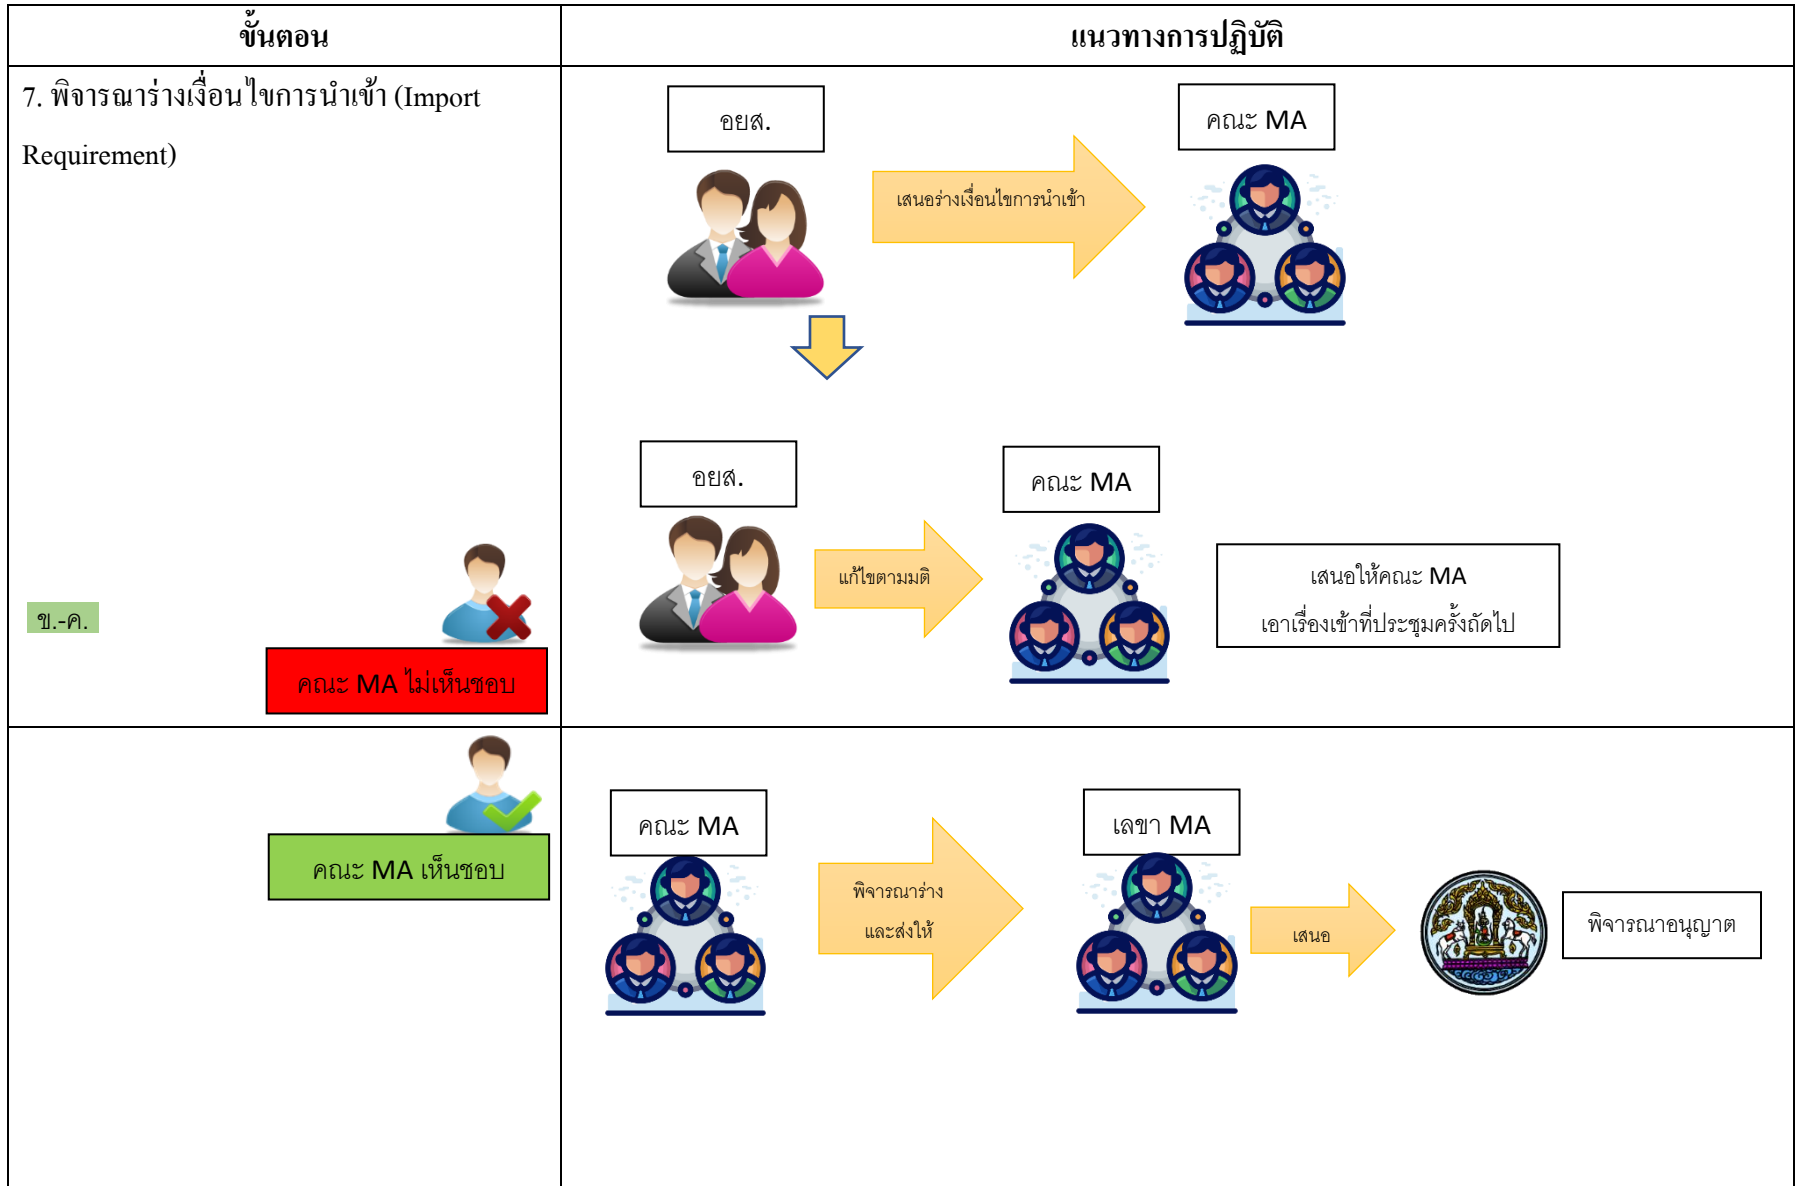 ขั้นตอน
แนวทางการปฏิบัติ
7. พิจารณาร่างเงื่อนไขการนำเข้า (Import
Requirement)
อยส.
คณะ MA
เสนอร่างเงื่อนไขการนำเข้า
อยส.
คณะ MA
แก้ไขตามมติ
เสนอให้คณะ MA
เอาเรื่องเข้าที่ประชุมครั้งถัดไป
ข.-ค.
คณะ MA ไม่เห็นชอบ
คณะ MA เห็นชอบ
คณะ MA
เลขา MA
พิจารณาร่าง
และส่งให้
เสนอ
พิจารณาอนุญาต